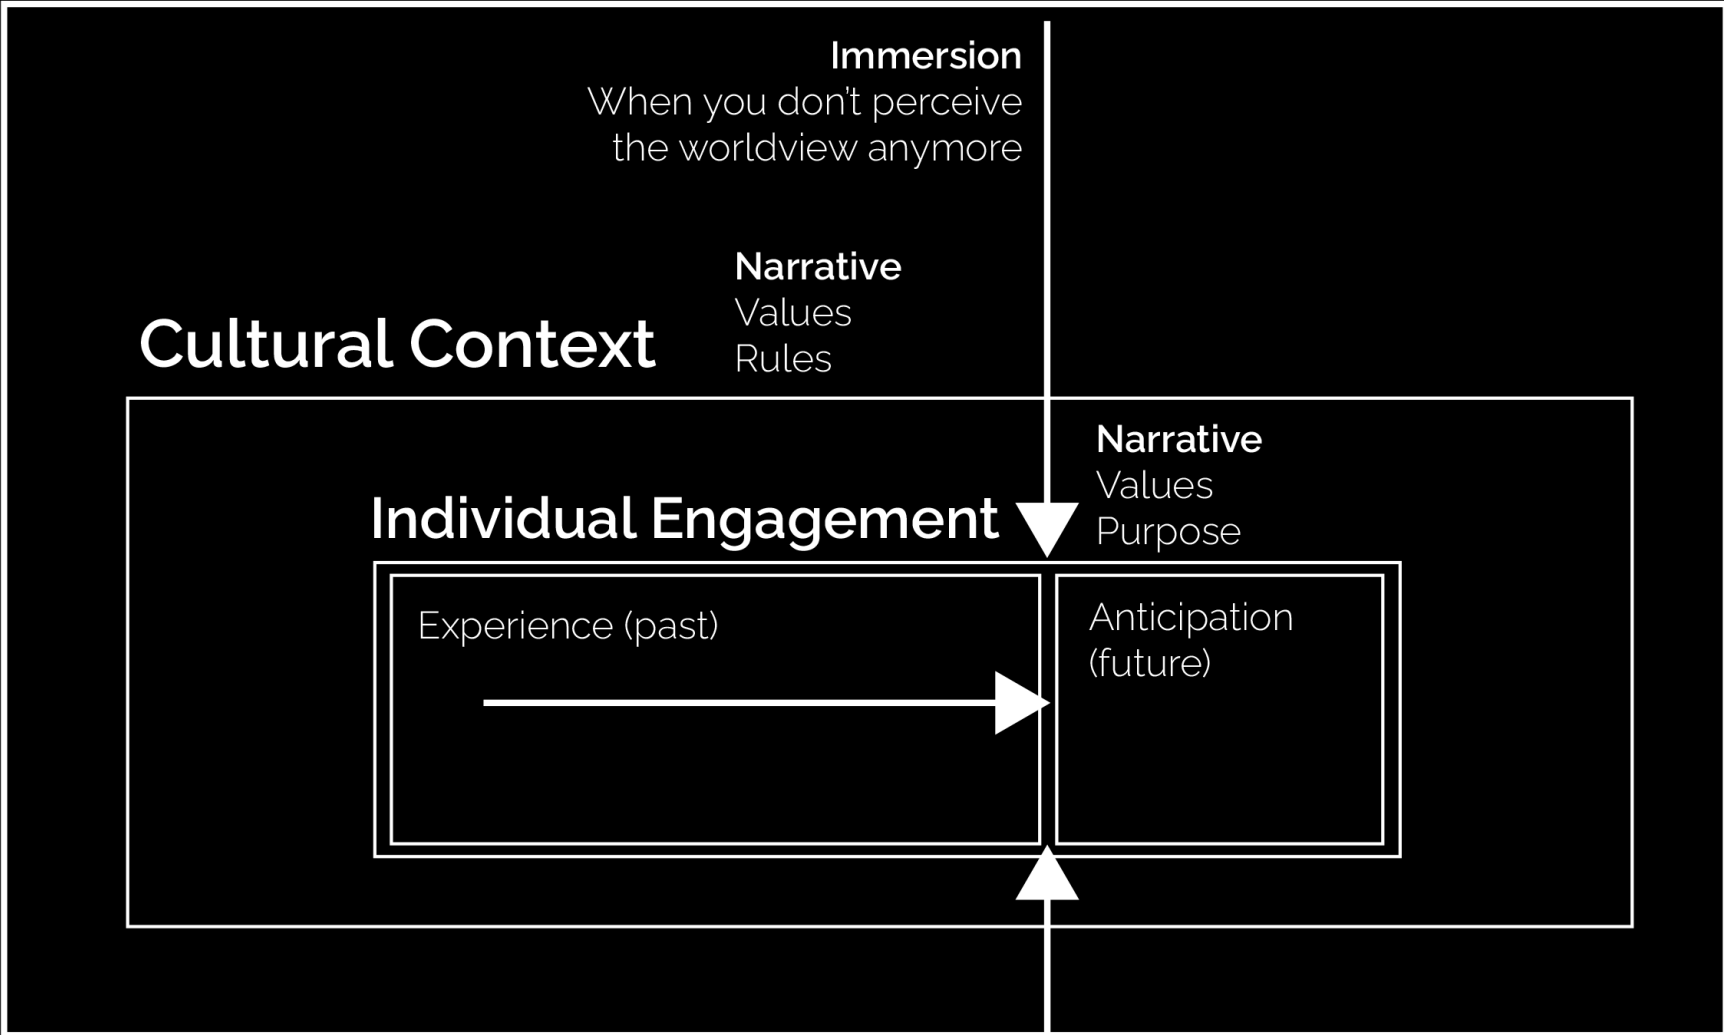 Immersion
When you don't perceive
the worldview anymore
Narrative
Values
Rules
Cultural Context
Narrative
Values
Purpose
Individual Engagement
Experience (past)
Anticipation
(future)